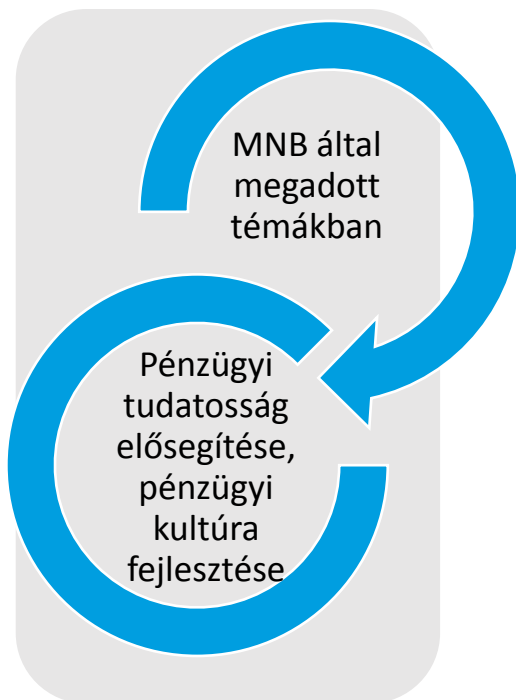 MNB által
megadott
témákban
Pénzügyi
tudatosság
elősegítése,
pénzügyi
kultúra
fejlesztése